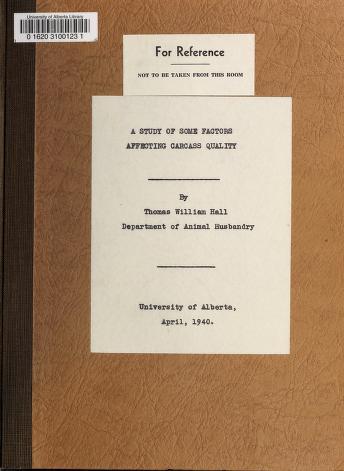 University of Alberta Library
0 1620 3100123 1
For Reference
NOT TO BE TAKEN FROM THIS ROOM
A STUDY OF SOME FACTORS
AFFECTING CARCASS QUALITY
By
Thomas William Hall
Department of Animal Husbandry
University of Alberta,
April, 1940.